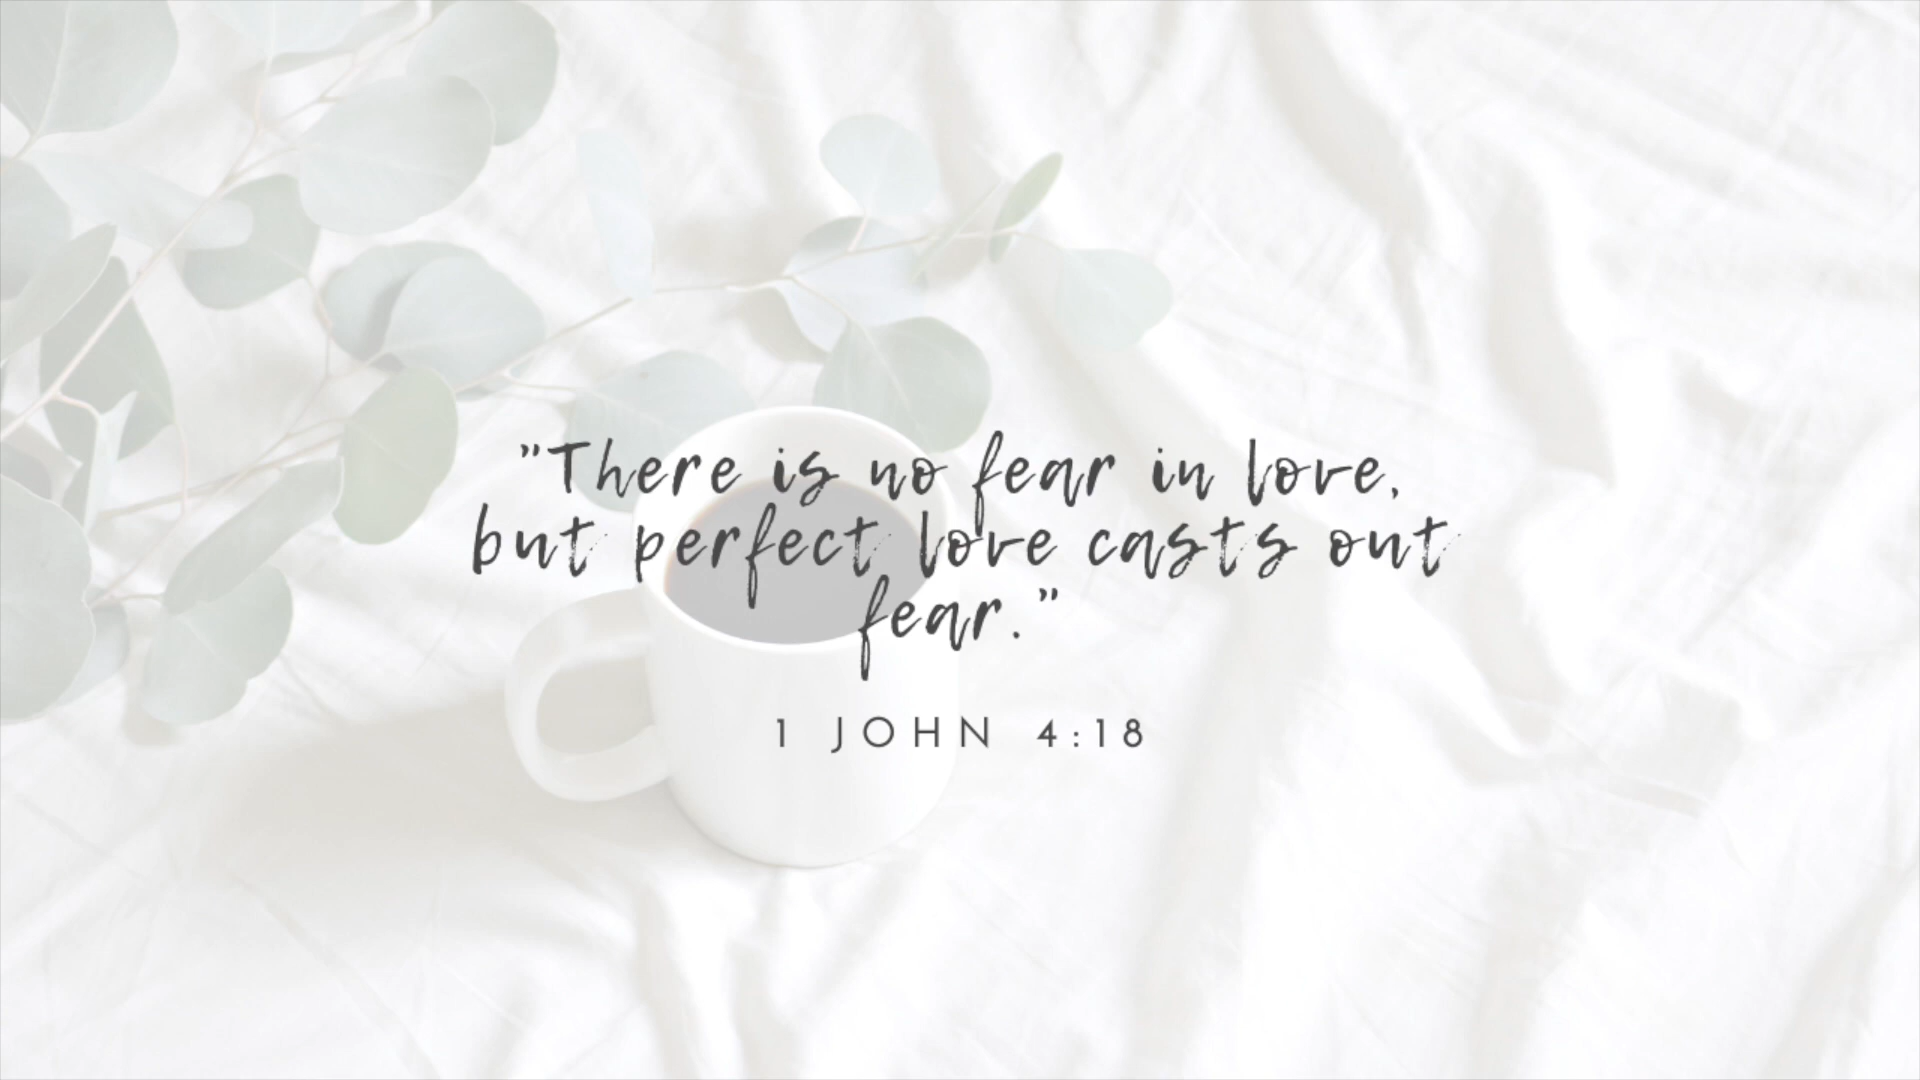 "There is no fear in love,
but perfect love casts out
fear."
1 JOHN 4:18